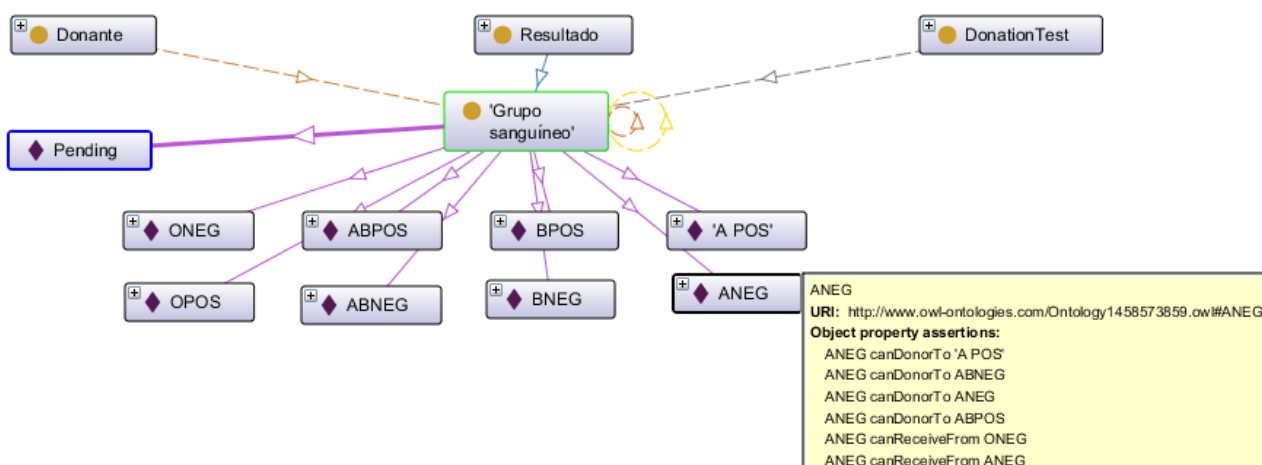 Donante
Resultado
DonationTest
'Grupo
sanguíneo'
Pending
ONEG
ABPOS
BPOS
'A POS'
OPOS
ABNEG
BNEG
ANEG
ANEG
URI: http://www.owl-ontologies.com/Ontology1458573859.owl#ANEG
Object property assertions:
ANEG canDonorTo 'A POS'
ANEG canDonorTo ABNEG
ANEG canDonorTo ANEG
ANEG canDonorTo ABPOS
ANEG canReceiveFrom ONEG
ANEG canReceiveFrom ANEG